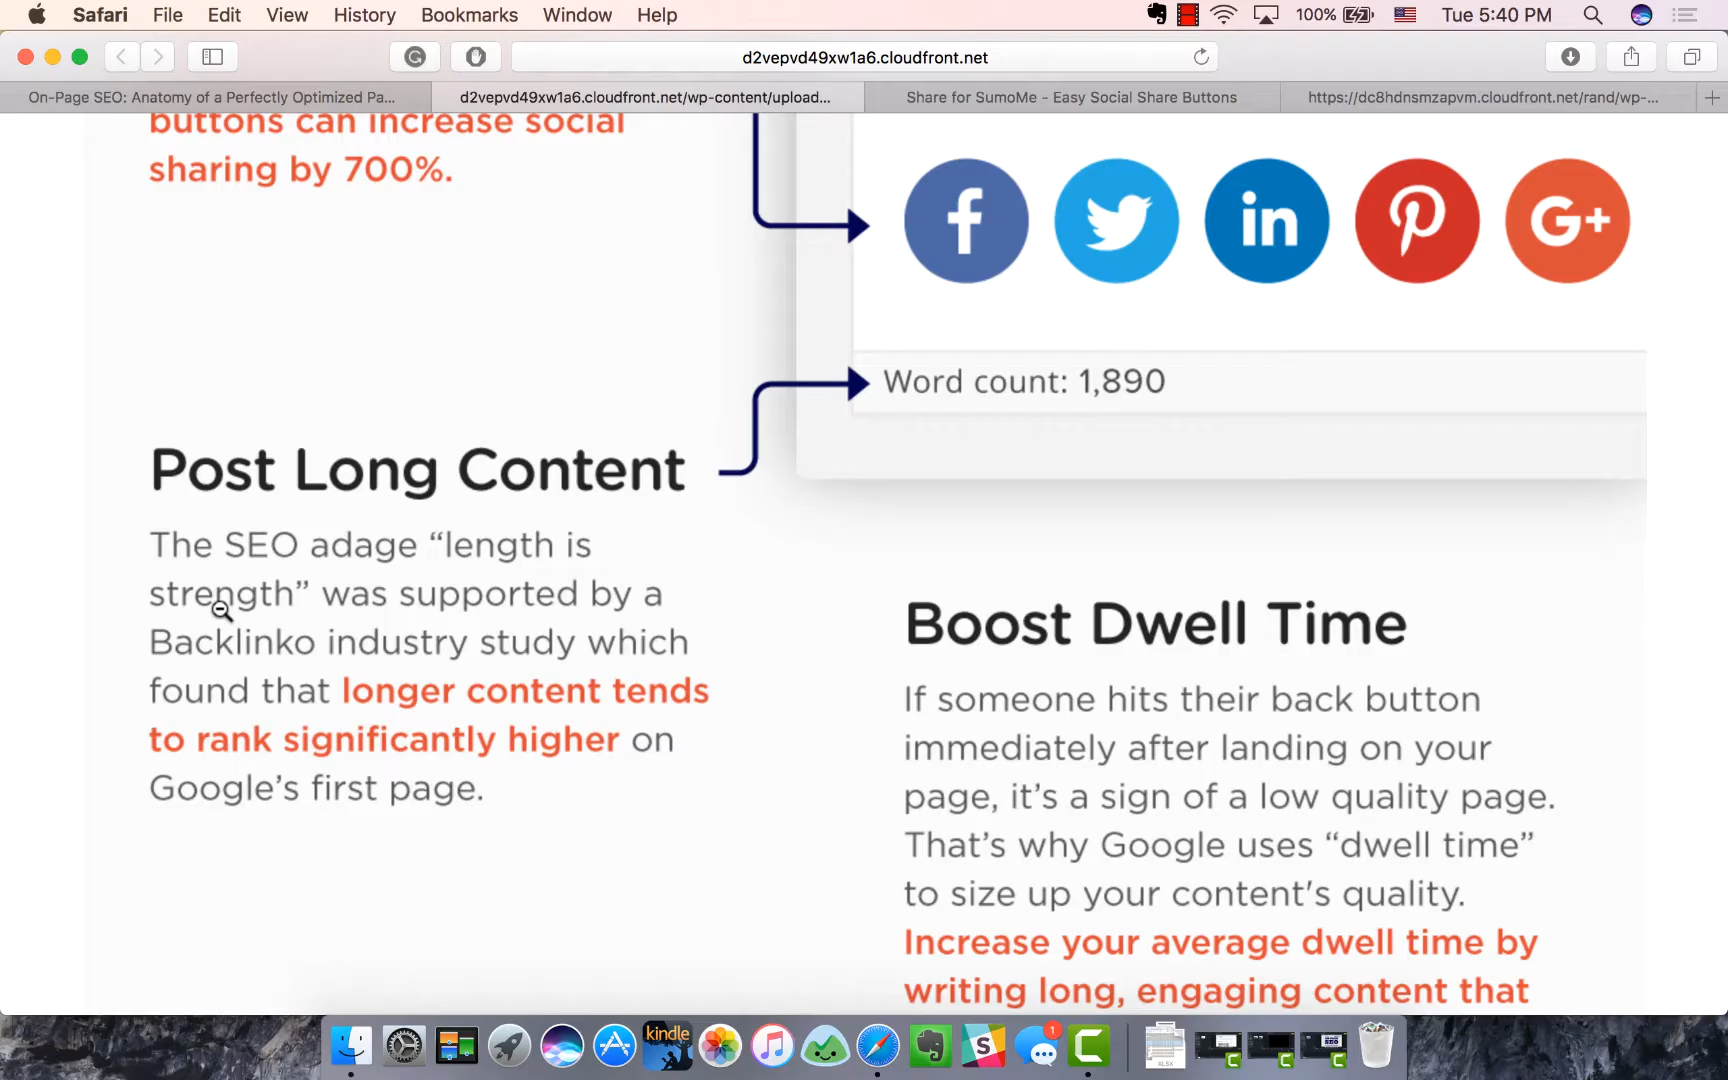 Safari File Edit View History Bookmarks Window Help 100% Tue 5:40 PM
d2vepvd49xw1a6.cloudfront.net
On-Page SEO: Anatomy of a Perfectly Optimized Pa... d2vepvd49xw1a6.cloudfront.net/wp-content/upload... Share for SumoMe - Easy Social Share Buttons https://dc8hdnsmzapvm.cloudfront.net/rand/wp-...
buttons can increase social
sharing by 700%.
f in G+
Word count: 1,890
Post Long Content
The SEO adage “length is
strength” was supported by a
Backlinko industry study which
found that longer content tends
to rank significantly higher on
Google’s first page.
Boost Dwell Time
If someone hits their back button
immediately after landing on your
page, it’s a sign of a low quality page.
That’s why Google uses “dwell time”
to size up your content's quality.
Increase your average dwell time by
writing long, engaging content that
kindle
S
1
XLSX
SEO